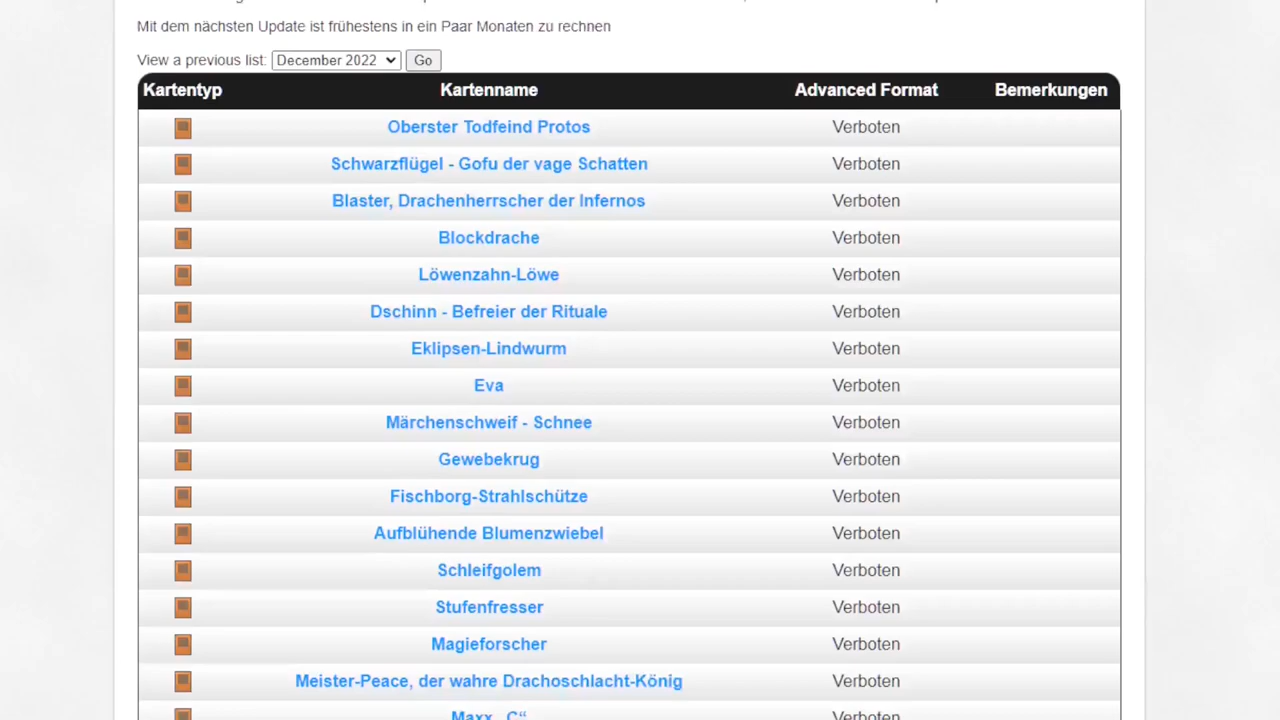 Mit dem nächsten Update ist frühestens in ein Paar Monaten zu rechnen
View a previous list: December 2022 Go
Kartentyp Kartenname Advanced Format Bemerkungen
Oberster Todfeind Protos Verboten
Schwarzflügel - Gofu der vage Schatten Verboten
Blaster, Drachenherrscher der Infernos Verboten
Blockdrache Verboten
Löwenzahn-Löwe Verboten
Dschinn - Befreier der Rituale Verboten
Eklipsen-Lindwurm Verboten
Eva Verboten
Märchenschweif - Schnee Verboten
Gewebekrug Verboten
Fischborg-Strahlschütze Verboten
Aufblühende Blumenzwiebel Verboten
Schleifgolem Verboten
Stufenfresser Verboten
Magieforscher Verboten
Meister-Peace, der wahre Drachoschlacht-König Verboten
Maxx „C“ Verboten